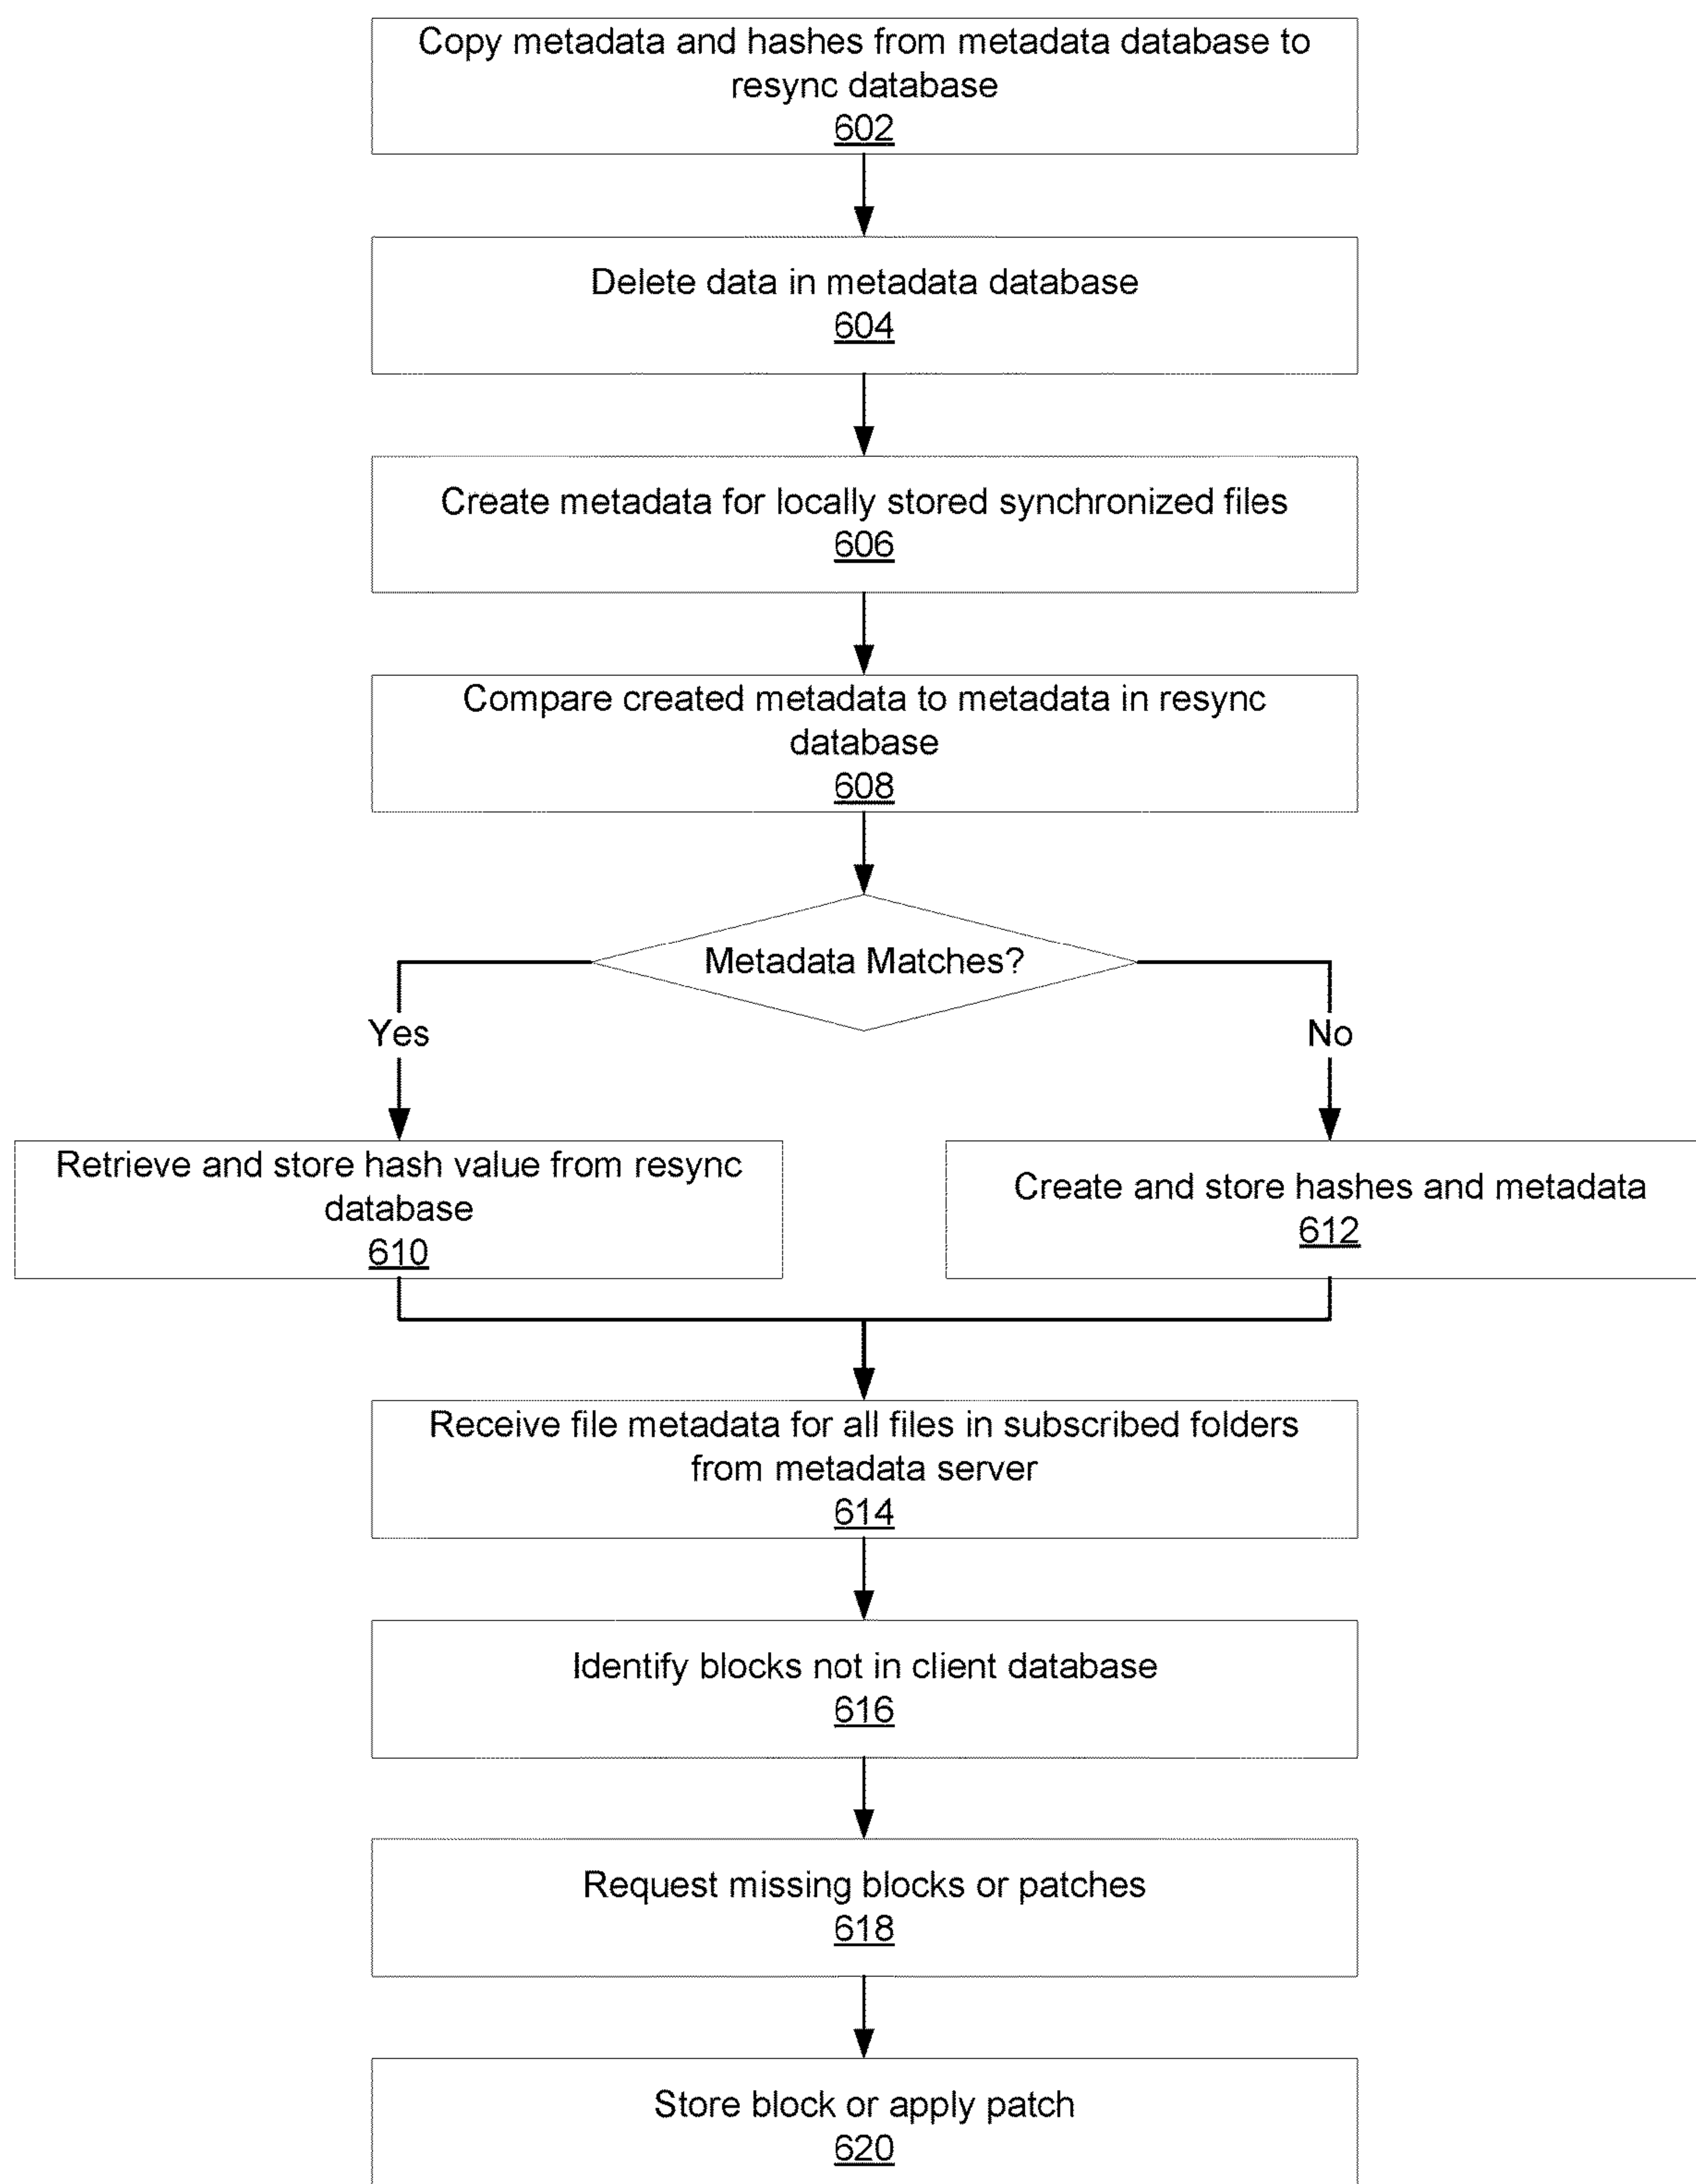 Copy metadata and hashes from metadata database to
resync database
602
Delete data in metadata database
604
Create metadata for locally stored synchronized files
606
Compare created metadata to metadata in resync
database
608
Metadata Matches?
Yes
No
Retrieve and store hash value from resync
database
610
Create and store hashes and metadata
612
Receive file metadata for all files in subscribed folders
from metadata server
614
Identify blocks not in client database
616
Request missing blocks or patches
618
Store block or apply patch
620